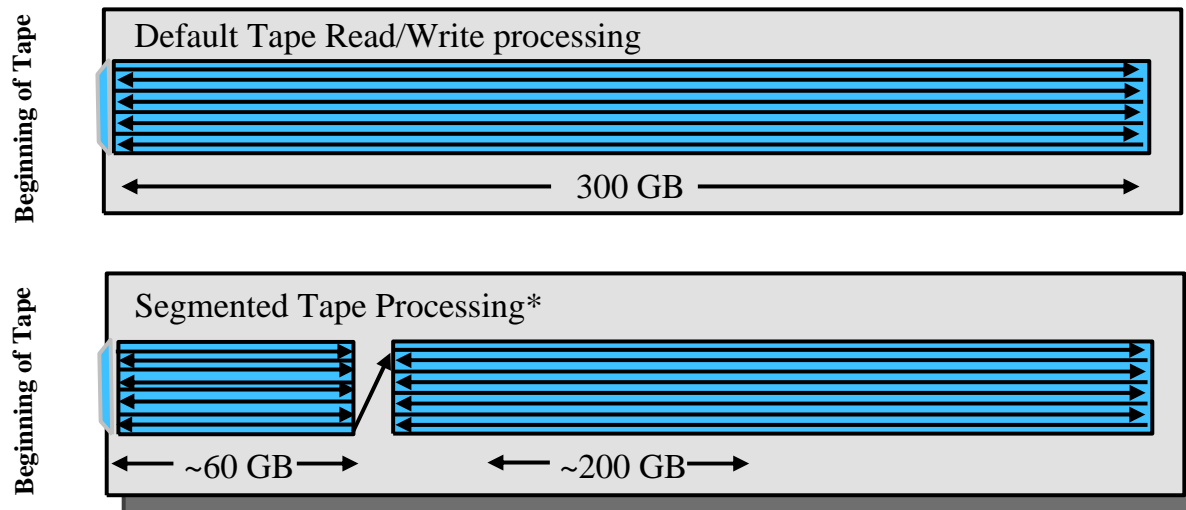 Beginning of Tape
Default Tape Read/Write processing
300 GB
Beginning of Tape
Segmented Tape Processing*
~60 GB
~200 GB